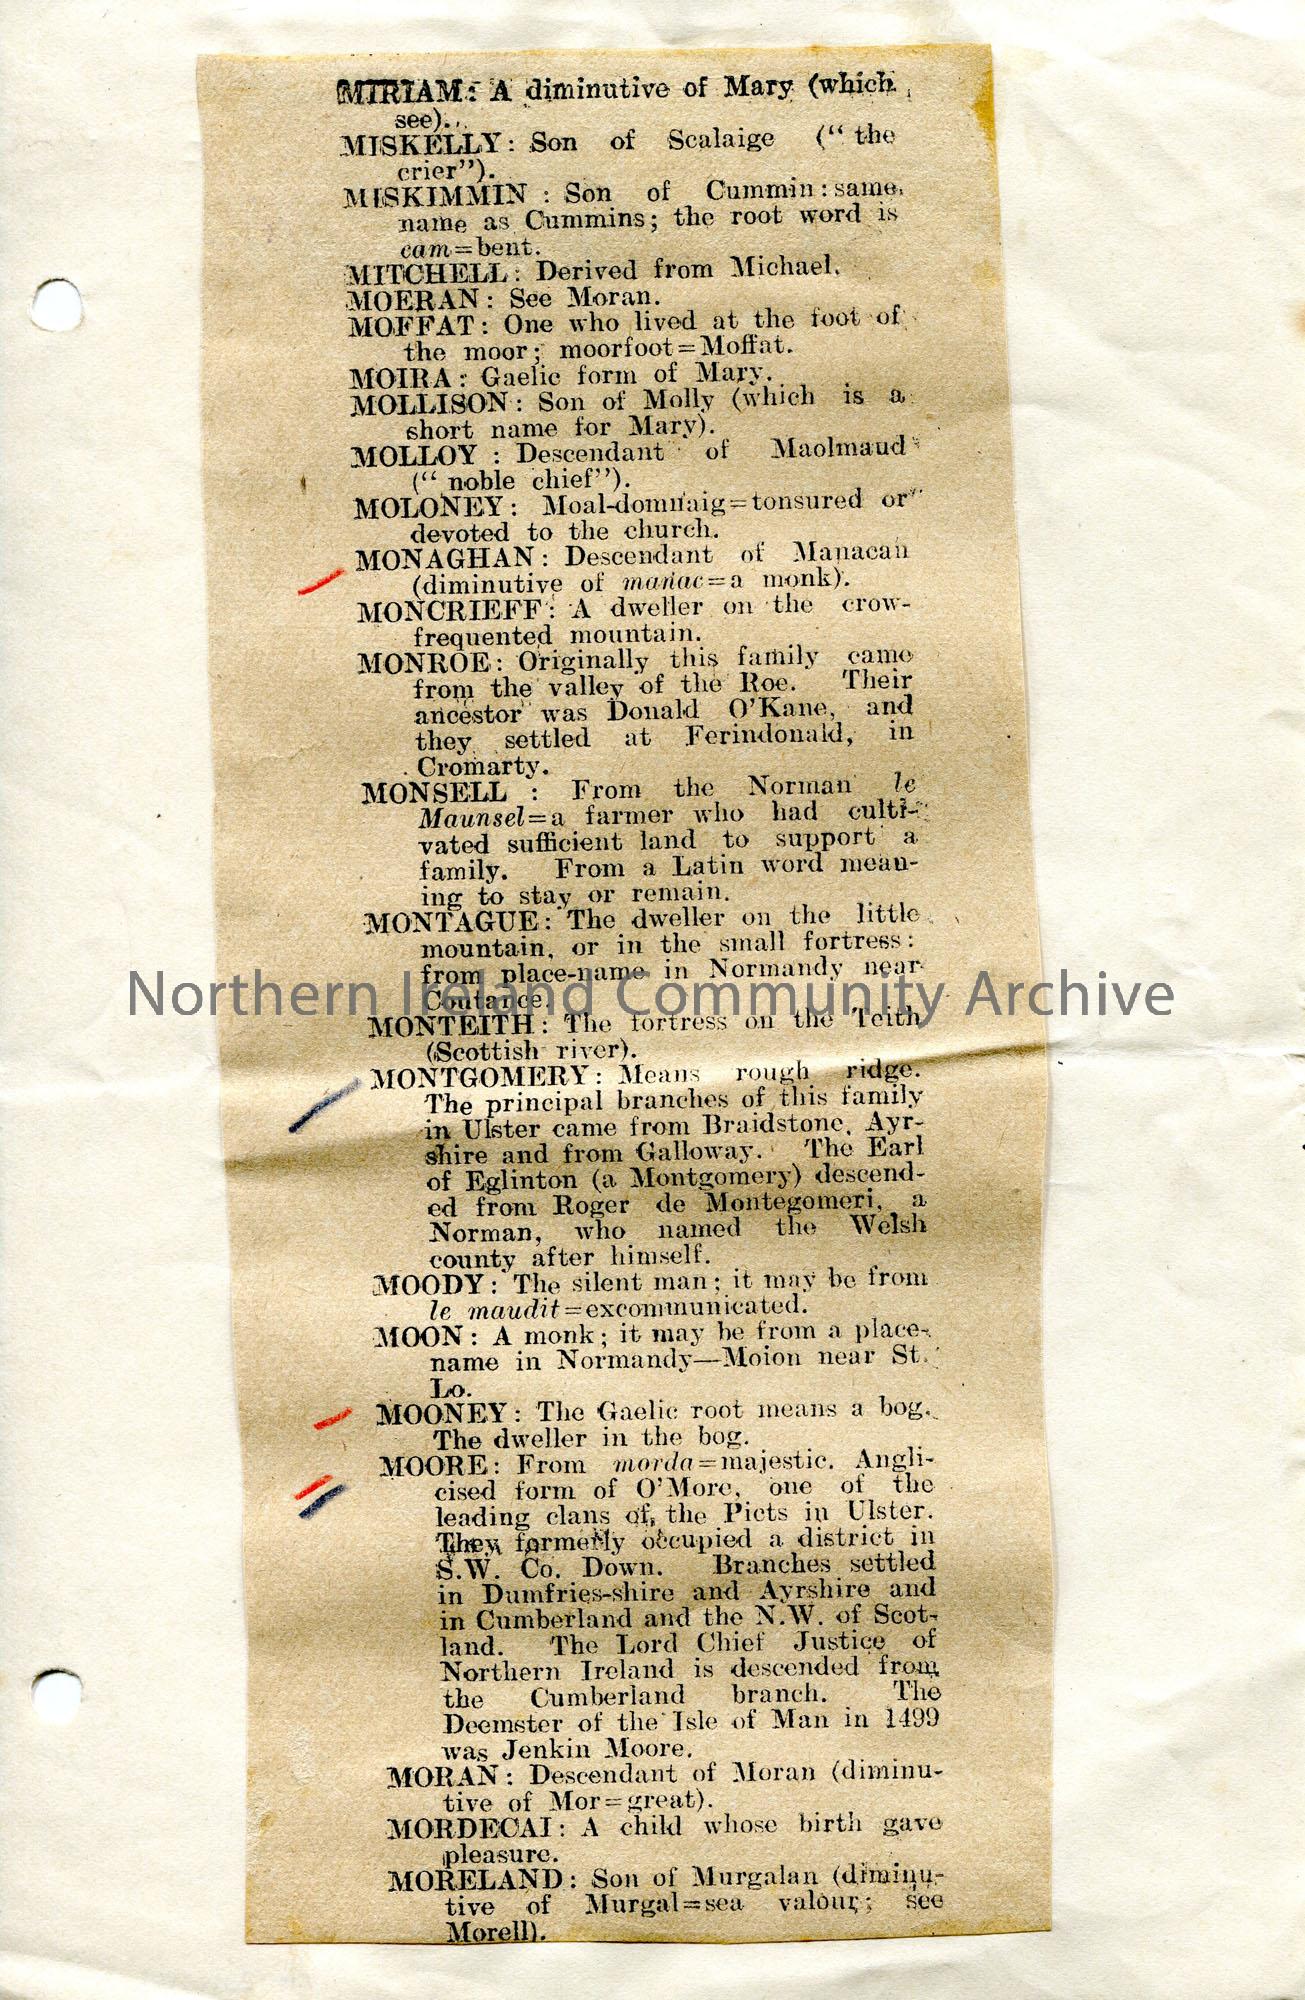 MIRIAM: A diminutive of Mary (which
see).
MISKELLY: Son of Scalaige (“ the
crier”).
MISKIMMIN : Son of Cummin: same
name as Cummins; the root word is
cam=bent.
MITCHELL: Derived from Michael.
MOERAN: See Moran.
MOFFAT: One who lived at the foot of
the moor; moorfoot=Moffat.
MOIRA: Gaelic form of Mary.
MOLLISON: Son of Molly (which is a
short name for Mary).
MOLLOY : Descendant of Maolmaud
(“ noble chief”).
MOLONEY: Moal-domnaig=tonsured or
devoted to the church.
MONAGHAN: Descendant of Manacan
(diminutive of manac=a monk).
MONCRIEFF: A dweller on the crow-
frequented mountain.
MONROE: Originally this family came
from the valley of the Roe. Their
ancestor was Donald O'Kane, and
they settled at Ferindonald, in
Cromarty.
MONSELL : From the Norman le
Maunsel=a farmer who had culti-
vated sufficient land to support a
family. From a Latin word mean-
ing to stay or remain.
MONTAGUE: The dweller on the little
mountain, or in the small fortress:
from place-name in Normandy near
Northern Ireland Community Archive
Coutance.
MONTEITH: The fortress on the Teith
(Scottish river).
MONTGOMERY: Means rough ridge.
The principal branches of this family
in Ulster came from Braidstone, Ayr-
shire and from Galloway. The Earl
of Eglinton (a Montgomery) descend-
ed from Roger de Montegomeri, a
Norman, who named the Welsh
county after himself.
MOODY: The silent man; it may be from
le maudit=excommunicated.
MOON: A monk; it may be from a place-
name in Normandy—Moion near St.
Lo.
MOONEY: The Gaelic root means a bog.
The dweller in the bog.
MOORE: From morda=majestic. Angli-
cised form of O'More, one of the
leading clans of the Picts in Ulster.
They formerly occupied a district in
S.W. Co. Down. Branches settled
in Dumfries-shire and Ayrshire and
in Cumberland and the N.W. of Scot-
land. The Lord Chief Justice of
Northern Ireland is descended from
the Cumberland branch. The
Deemster of the Isle of Man in 1499
was Jenkin Moore.
MORAN: Descendant of Moran (diminu-
tive of Mor=great).
MORDECAI: A child whose birth gave
pleasure.
MORELAND: Son of Murgalan (diminu-
tive of Murgal=sea valour; see
Morell).